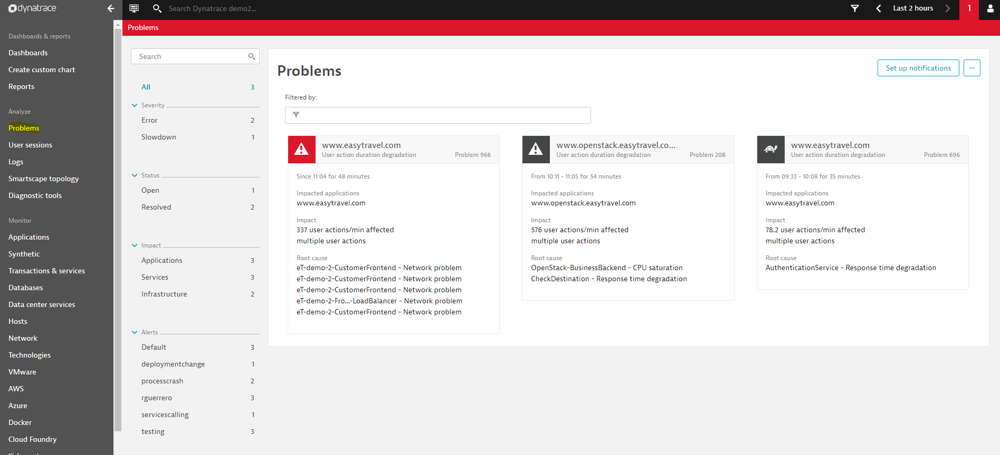 dynatrace
Search Dynatrace demo2...
Last 2 hours
1
Dashboards & reports
Dashboards
Create custom chart
Reports
Analyze
Problems
User sessions
Logs
Smartscape topology
Diagnostic tools
Monitor
Applications
Synthetic
Transactions & services
Databases
Data center services
Hosts
Network
Technologies
VMware
AWS
Azure
Docker
Cloud Foundry
Problems
Search
All 3
Severity
Error 2
Slowdown 1
Status
Open 1
Resolved 2
Impact
Applications 3
Services 3
Infrastructure 2
Alerts
Default 3
deploymentchange 1
processcrash 2
rguerrero 3
servicescalling 1
testing 3
Problems
Set up notifications
...
Filtered by:
www.easytravel.com
User action duration degradation Problem 966
Since 11:04 for 48 minutes
Impacted applications
www.easytravel.com
Impact
337 user actions/min affected
multiple user actions
Root cause
eT-demo-2-CustomerFrontend - Network problem
eT-demo-2-CustomerFrontend - Network problem
eT-demo-2-CustomerFrontend - Network problem
eT-demo-2-Fro...-LoadBalancer - Network problem
eT-demo-2-CustomerFrontend - Network problem
www.openstack.easytravel.co...
User action duration degradation Problem 208
From 10:11 - 11:05 for 54 minutes
Impacted applications
www.openstack.easytravel.com
Impact
576 user actions/min affected
multiple user actions
Root cause
OpenStack-BusinessBackend - CPU saturation
CheckDestination - Response time degradation
www.easytravel.com
User action duration degradation Problem 696
From 09:33 - 10:08 for 35 minutes
Impacted applications
www.easytravel.com
Impact
78.2 user actions/min affected
multiple user actions
Root cause
AuthenticationService - Response time degradation